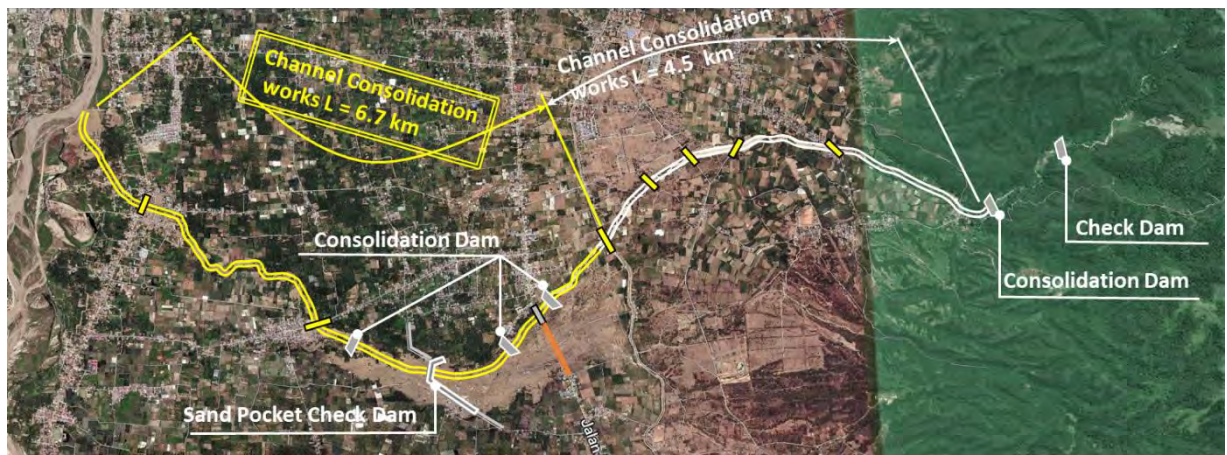 Channel Consolidation
works L = 6.7 km
Channel Consolidation
works L = 4.5 km
Consolidation Dam
Check Dam
Consolidation Dam
Sand Pocket Check Dam
Jalan